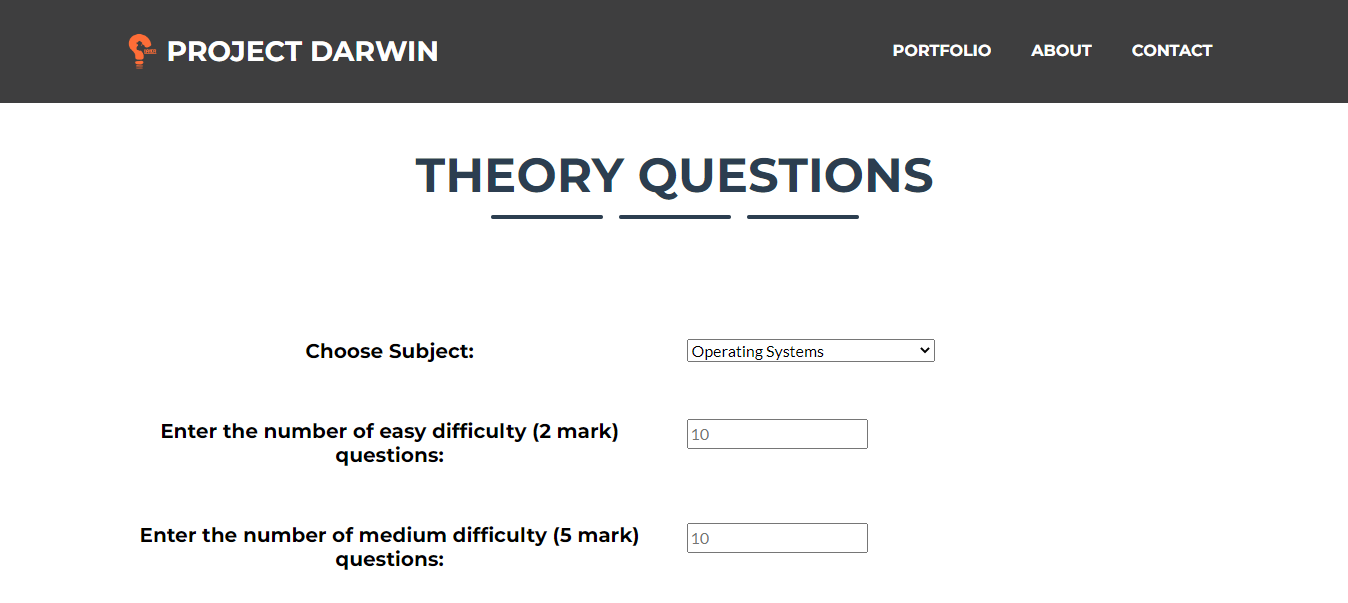 PROJECT DARWIN
PORTFOLIO ABOUT CONTACT
THEORY QUESTIONS
Choose Subject:
Operating Systems
Enter the number of easy difficulty (2 mark)
questions:
10
Enter the number of medium difficulty (5 mark)
questions:
10